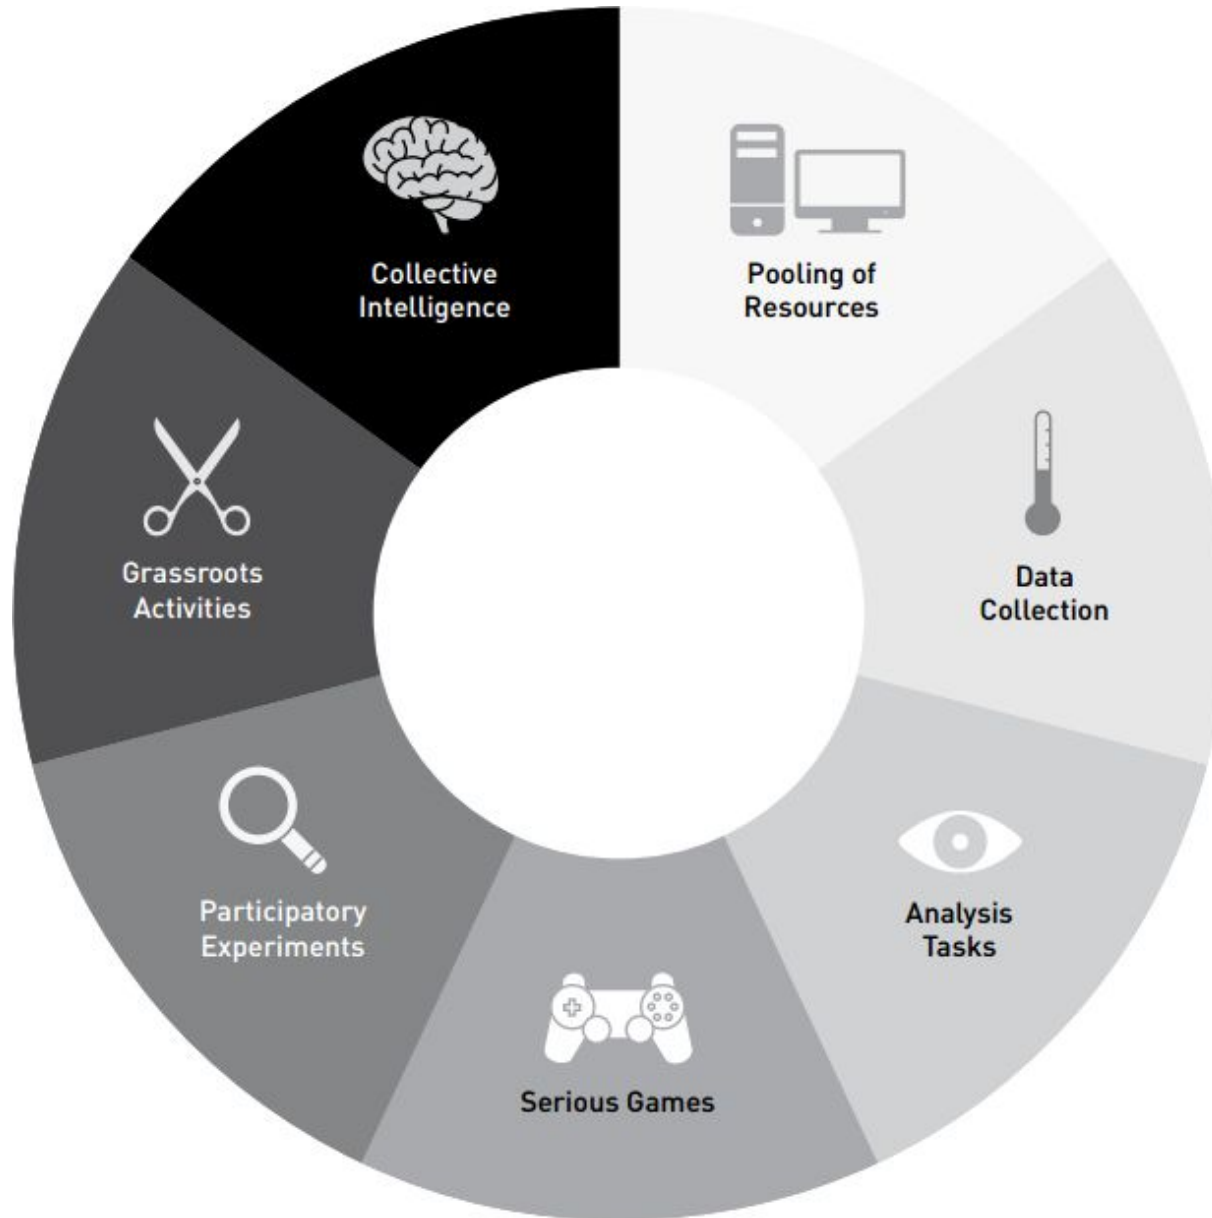 Collective
Intelligence
Pooling of
Resources
Grassroots
Activities
Data
Collection
Participatory
Experiments
Analysis
Tasks
Serious Games